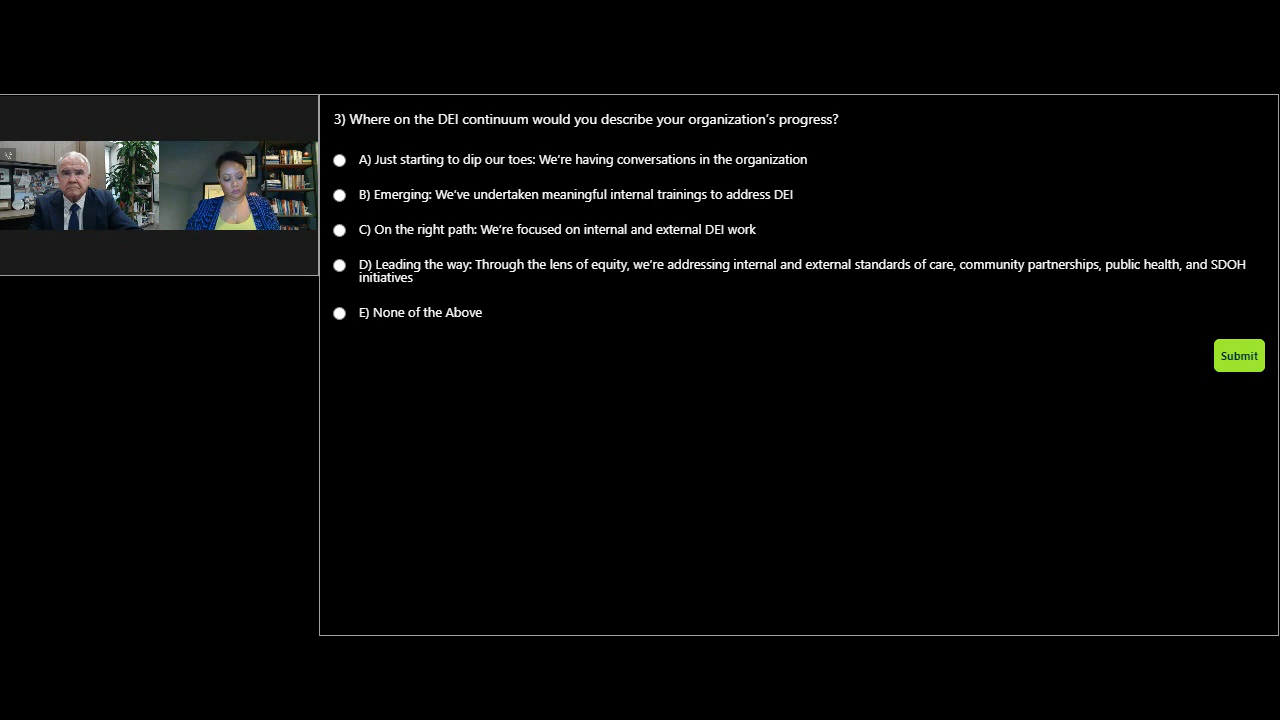 3) Where on the DEI continuum would you describe your organization's progress?
A) Just starting to dip our toes: We're having conversations in the organization
B) Emerging: We've undertaken meaningful internal trainings to address DEI
C) On the right path: We're focused on internal and external DEI work
D) Leading the way: Through the lens of equity, we're addressing internal and external standards of care, community partnerships, public health, and SDOH
initiatives
E) None of the Above
Submit